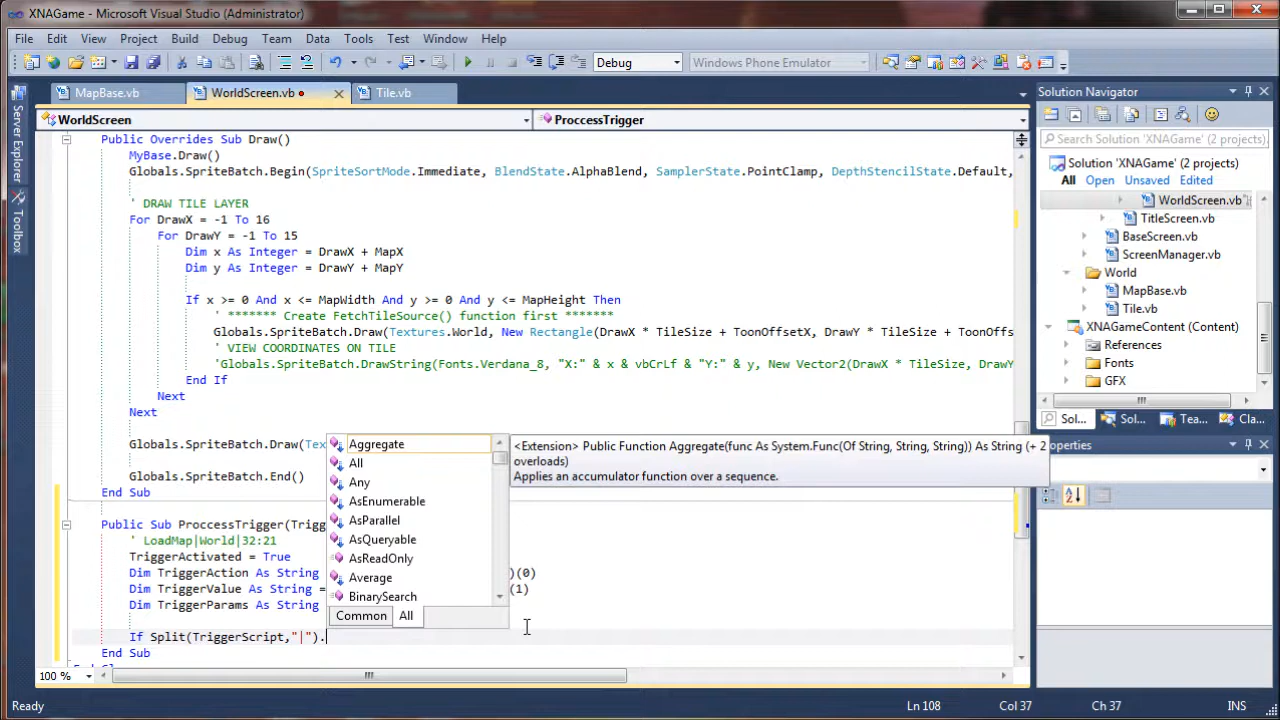 XNAGame - Microsoft Visual Studio (Administrator)
File Edit View Project Build Debug Team Data Tools Test Window Help
Debug Windows Phone Emulator
MapBase.vb WorldScreen.vb Tile.vb
WorldScreen ProccessTrigger
Server Explorer
Toolbox
Public Overrides Sub Draw()
MyBase.Draw()
Globals.SpriteBatch.Begin(SpriteSortMode.Immediate, BlendState.AlphaBlend, SamplerState.PointClamp, DepthStencilState.Default,
' DRAW TILE LAYER
For DrawX = -1 To 16
For DrawY = -1 To 15
Dim x As Integer = DrawX + MapX
Dim y As Integer = DrawY + MapY
If x >= 0 And x <= MapWidth And y >= 0 And y <= MapHeight Then
' ******* Create FetchTileSource() function first *******
Globals.SpriteBatch.Draw(Textures.World, New Rectangle(DrawX * TileSize + ToonOffsetX, DrawY * TileSize + ToonOffs
' VIEW COORDINATES ON TILE
'Globals.SpriteBatch.DrawString(Fonts.Verdana_8, "X:" & x & vbCrLf & "Y:" & y, New Vector2(DrawX * TileSize, DrawY
End If
Next
Next
Globals.SpriteBatch.Draw(Tex
Globals.SpriteBatch.End()
End Sub
Public Sub ProccessTrigger(Trigg
' LoadMap|World|32:21
TriggerActivated = True
Dim TriggerAction As String )(0)
Dim TriggerValue As String = (1)
Dim TriggerParams As String
If Split(TriggerScript,"|").
End Sub
Aggregate
All
Any
AsEnumerable
AsParallel
AsQueryable
AsReadOnly
Average
BinarySearch
Common All
<Extension> Public Function Aggregate(func As System.Func(Of String, String, String)) As String (+ 2
overloads)
Applies an accumulator function over a sequence.
100 %
Solution Navigator
Search Solution 'XNAGame' (2 projects)
Solution 'XNAGame' (2 projects)
All Open Unsaved Edited
WorldScreen.vb
TitleScreen.vb
BaseScreen.vb
ScreenManager.vb
World
MapBase.vb
Tile.vb
XNAGameContent (Content)
References
Fonts
GFX
Sol... Sol... Tea... Cla...
roperties
Ready Ln 108 Col 37 Ch 37 INS